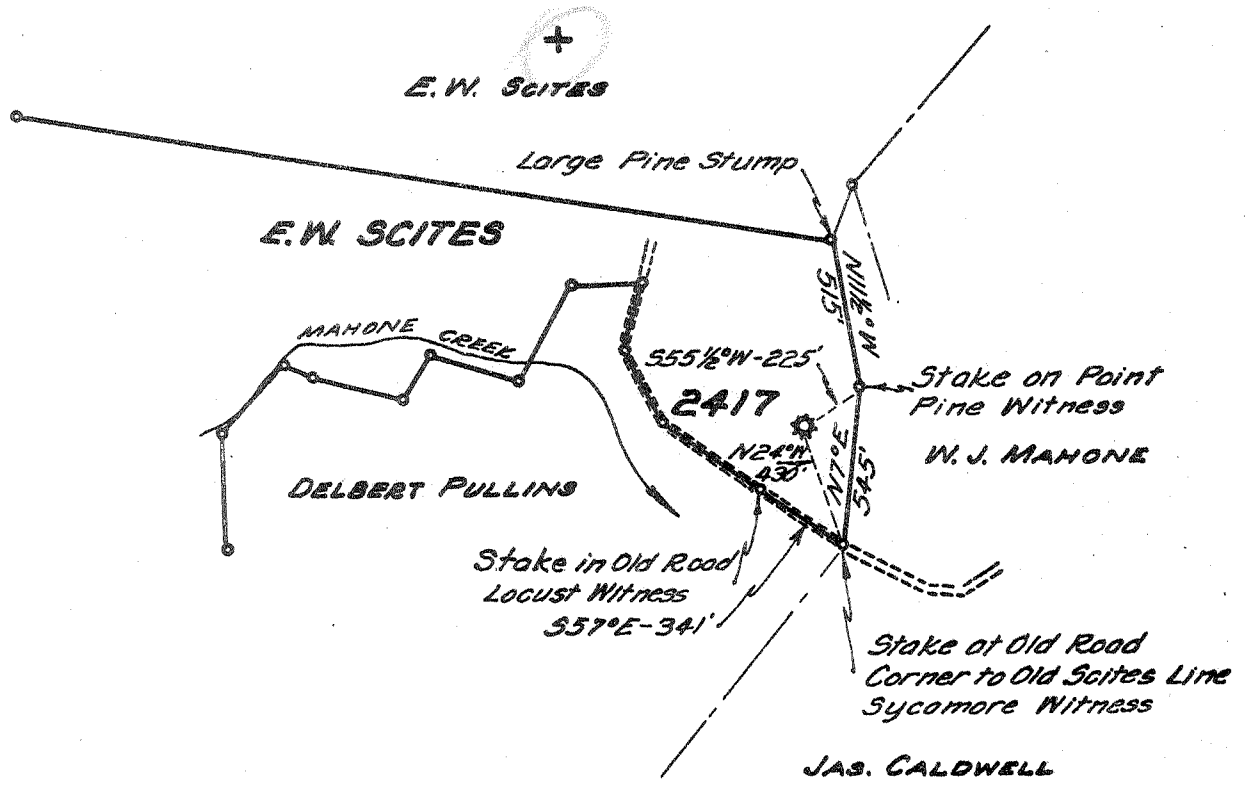 E.W. SCITES
Large Pine Stump
E.W. SCITES
N11¾°W
515'
MAHONE CREEK
S55½°W-225'
Stake on Point
Pine Witness
2417
N24°W
430'
N7°E
545'
W.J. MAHONE
DELBERT PULLINS
Stake in Old Road
Locust Witness
S57°E-341'
Stake at Old Road
Corner to Old Scites Line
Sycamore Witness
JAS. CALDWELL